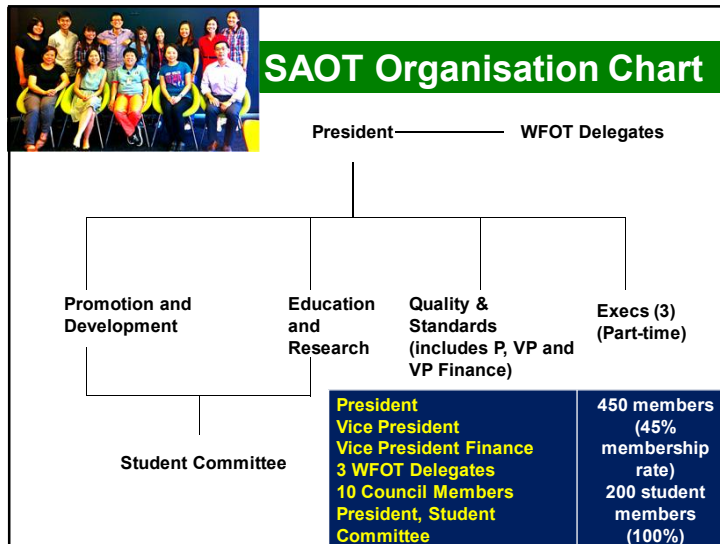 SAOT Organisation Chart
President
WFOT Delegates
Promotion and
Development
Education
and
Research
Quality &
Standards
(includes P, VP and
VP Finance)
Execs (3)
(Part-time)
Student Committee
President
Vice President
Vice President Finance
3 WFOT Delegates
10 Council Members
President, Student
Committee
450 members
(45%
membership
rate)
200 student
members
(100%)